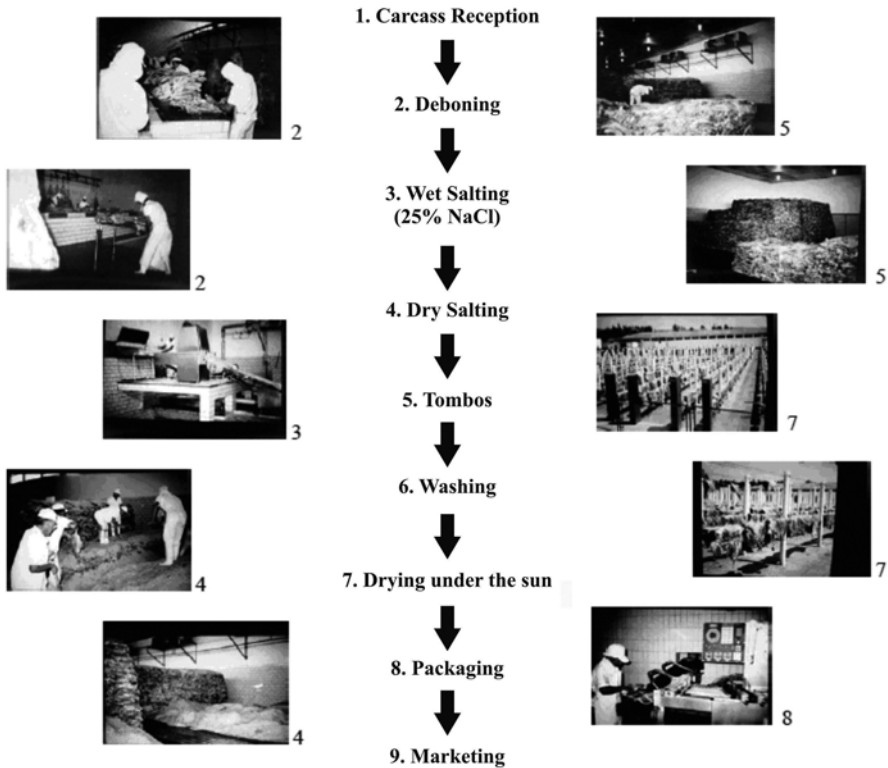 1. Carcass Reception
2. Deboning
3. Wet Salting
(25% NaCl)
4. Dry Salting
5. Tombos
6. Washing
7. Drying under the sun
8. Packaging
9. Marketing
2
2
3
4
4
5
5
7
7
8